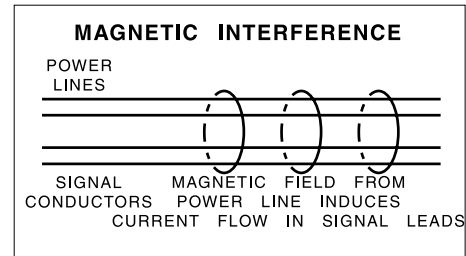 MAGNETIC INTERFERENCE
POWER
LINES
SIGNAL
CONDUCTORS
MAGNETIC FIELD FROM
POWER LINE INDUCES
CURRENT FLOW IN SIGNAL LEADS